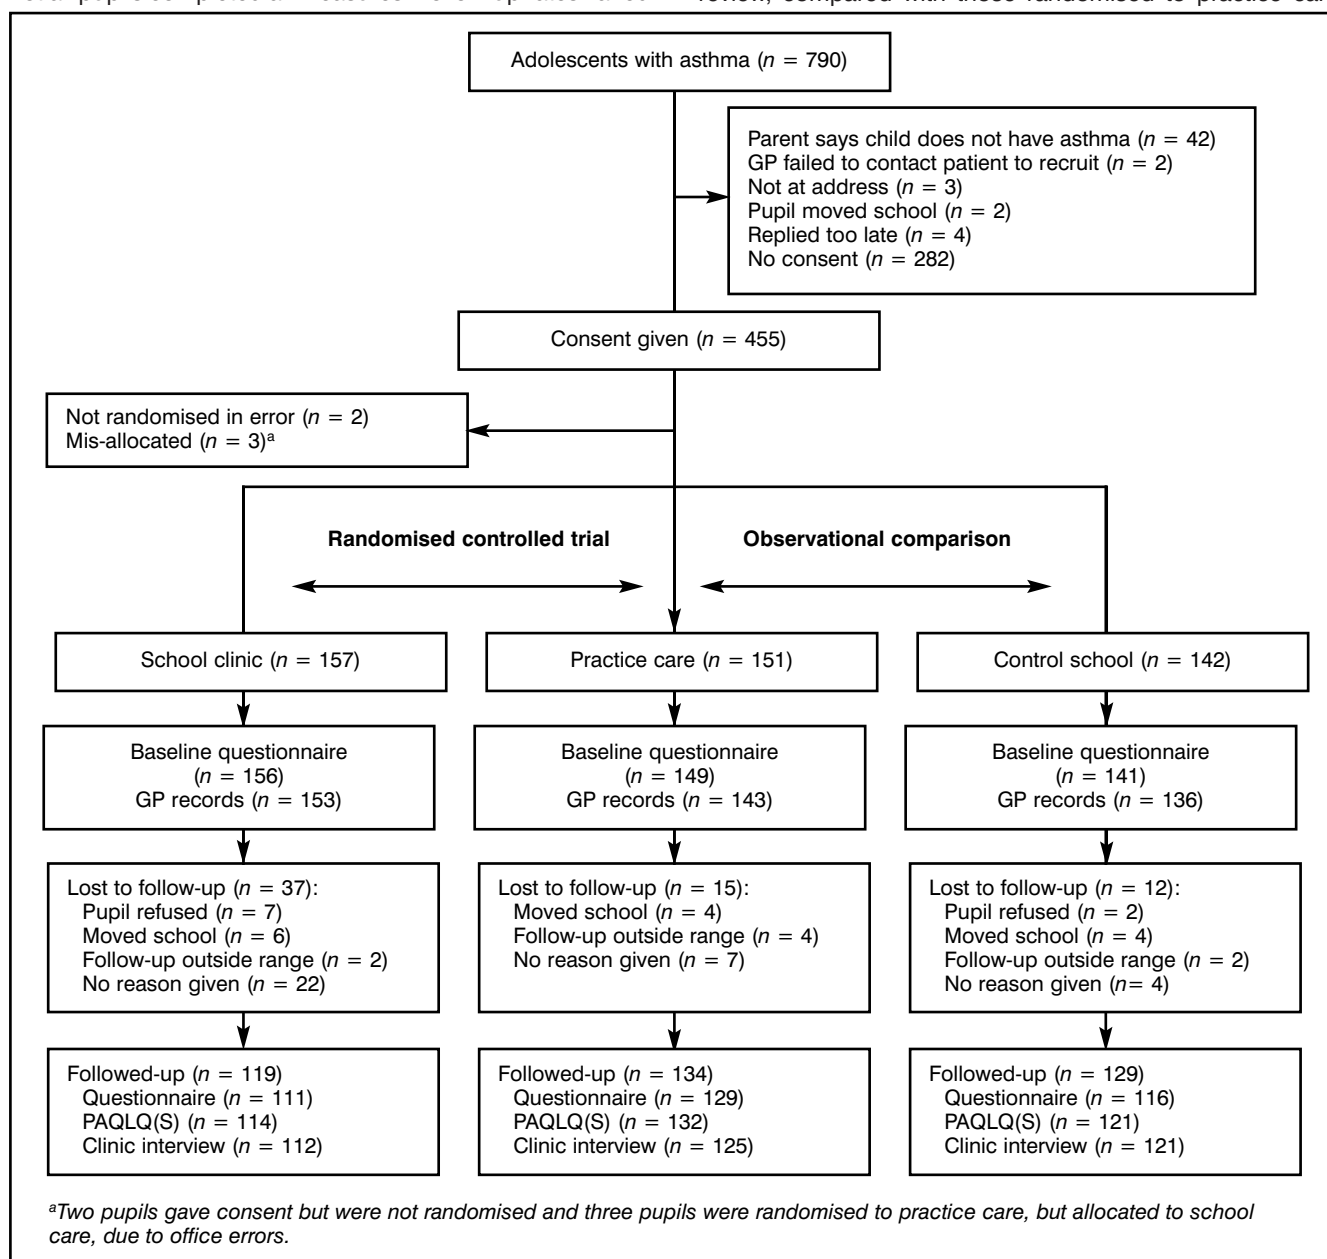 review, compared with those randomised to practice
Adolescents with asthma (n = 790)
Parent says child does not have asthma (n = 42)
GP failed to contact patient to recruit (n = 2)
Not at address (n = 3)
Pupil moved school (n = 2)
Replied too late (n = 4)
No consent (n = 282)
Consent given (n = 455)
Not randomised in error (n = 2)
Mis-allocated (n = 3)a
Randomised controlled trial
Observational comparison
School clinic (n = 157)
Practice care (n = 151)
Control school (n = 142)
Baseline questionnaire
(n = 156)
GP records (n = 153)
Baseline questionnaire
(n = 149)
GP records (n = 143)
Baseline questionnaire
(n = 141)
GP records (n = 136)
Lost to follow-up (n = 37):
Pupil refused (n = 7)
Moved school (n = 6)
Follow-up outside range (n = 2)
No reason given (n = 22)
Lost to follow-up (n = 15):
Moved school (n = 4)
Follow-up outside range (n = 4)
No reason given (n = 7)
Lost to follow-up (n = 12):
Pupil refused (n = 2)
Moved school (n = 4)
Follow-up outside range (n = 2)
No reason given (n= 4)
Followed-up (n = 119)
Questionnaire (n = 111)
PAQLQ(S) (n = 114)
Clinic interview (n = 112)
Followed-up (n = 134)
Questionnaire (n = 129)
PAQLQ(S) (n = 132)
Clinic interview (n = 125)
Followed-up (n = 129)
Questionnaire (n = 116)
PAQLQ(S) (n = 121)
Clinic interview (n = 121)
aTwo pupils gave consent but were not randomised and three pupils were randomised to practice care, but allocated to school
care, due to office errors.